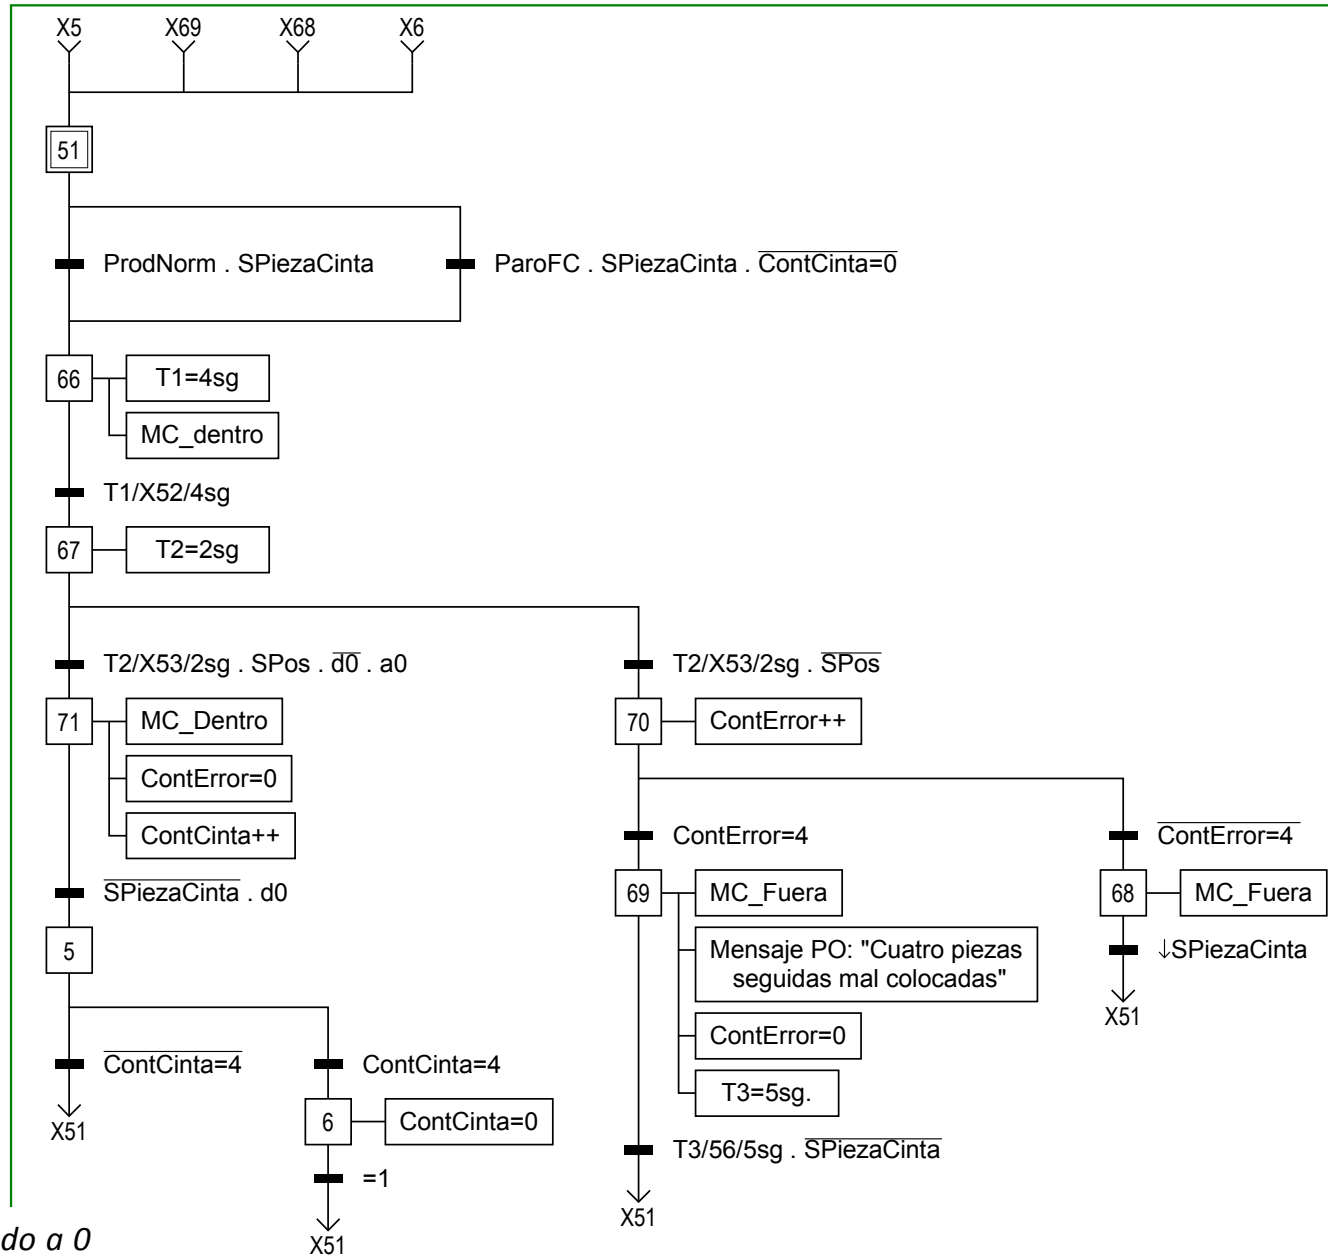 X5 X69 X68 X6
51
ProdNorm . SPiezaCinta
ParoFC . SPiezaCinta . ContCinta=0
66
T1=4sg
MC_dentro
T1/X52/4sg
67
T2=2sg
T2/X53/2sg . SPos . d0 . a0
T2/X53/2sg . SPos
71
MC_Dentro
70
ContError++
ContError=0
ContCinta++
ContError=4
ContError=4
SPiezaCinta . d0
69
MC_Fuera
68
MC_Fuera
5
Mensaje PO: "Cuatro piezas
seguidas mal colocadas"
↓SPiezaCinta
X51
ContError=0
ContCinta=4
ContCinta=4
T3=5sg.
X51
6
ContCinta=0
T3/56/5sg . SPiezaCinta
=1
X51
do a 0
X51